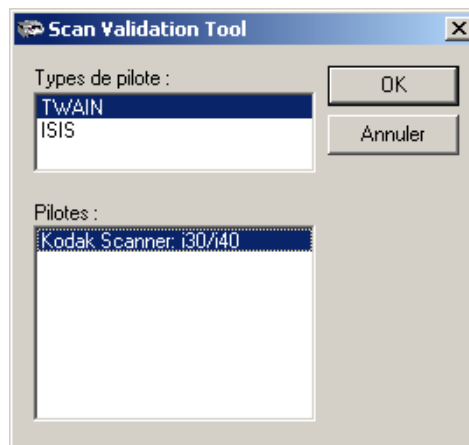 Scan Validation Tool
Types de pilote :
TWAIN
ISIS
OK
Annuler
Pilotes :
Kodak Scanner: i30/i40